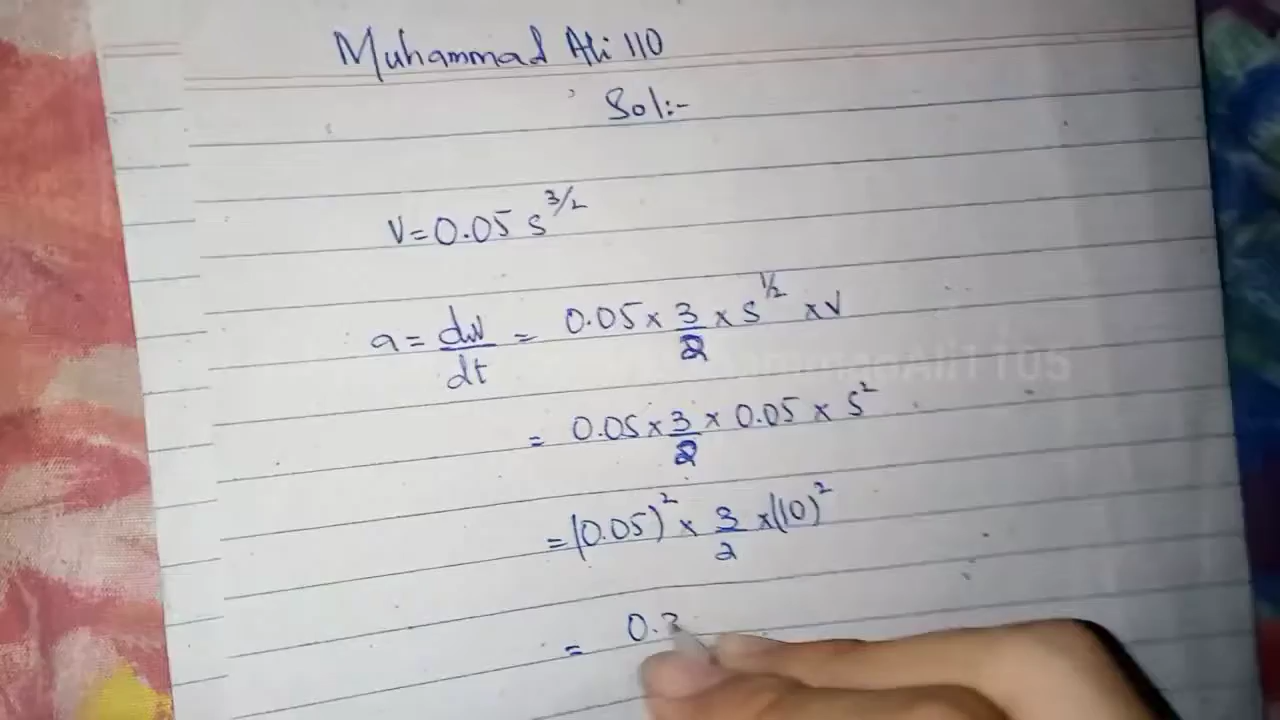 Muhammad Ali 110
Sol:-
V=0.05 s^3/2
a = dv/dt = 0.05 × 3/2 × s^1/2 × V
= 0.05 × 3/2 × 0.05 × s^2
= (0.05)^2 × 3/2 × (10)^2
= 0.3